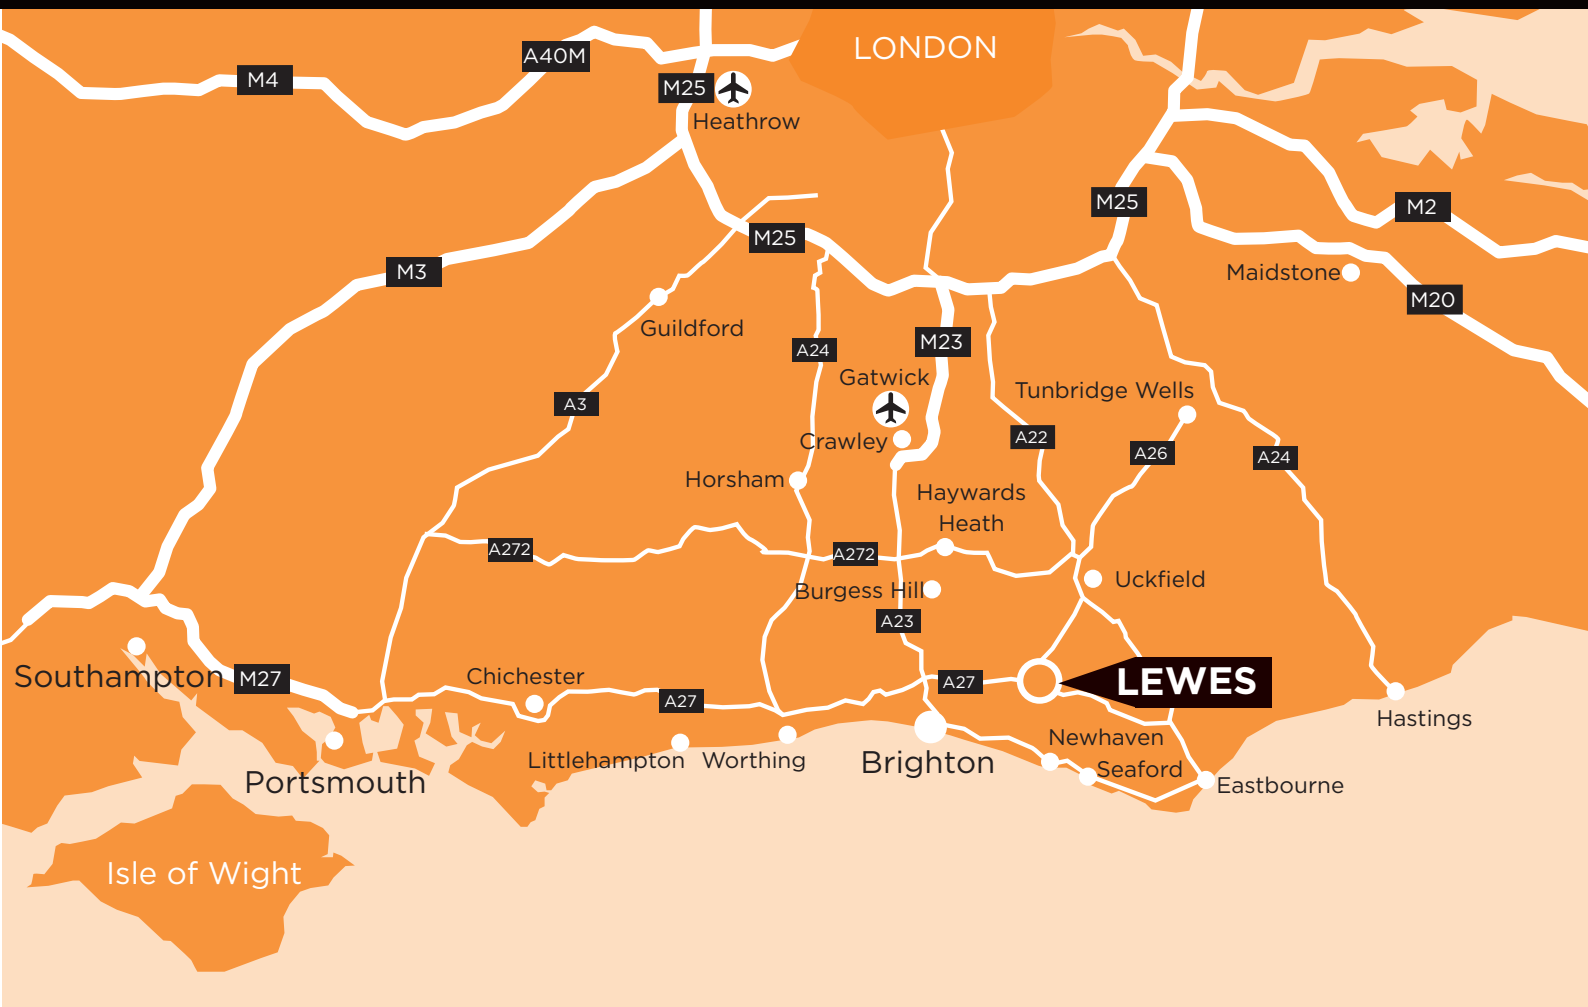 LONDON
A40M
M4
M25
Heathrow
M25
M2
M25
M3
Maidstone
M20
Guildford
M23
A24
Gatwick
Tunbridge Wells
A3
Crawley
A22
A26
A24
Horsham
Haywards
Heath
A272
A272
Uckfield
Burgess Hill
A23
Southampton
M27
Chichester
A27
A27
LEWES
Hastings
Newhaven
Littlehampton
Worthing
Brighton
Seaford
Portsmouth
Eastbourne
Isle of Wight